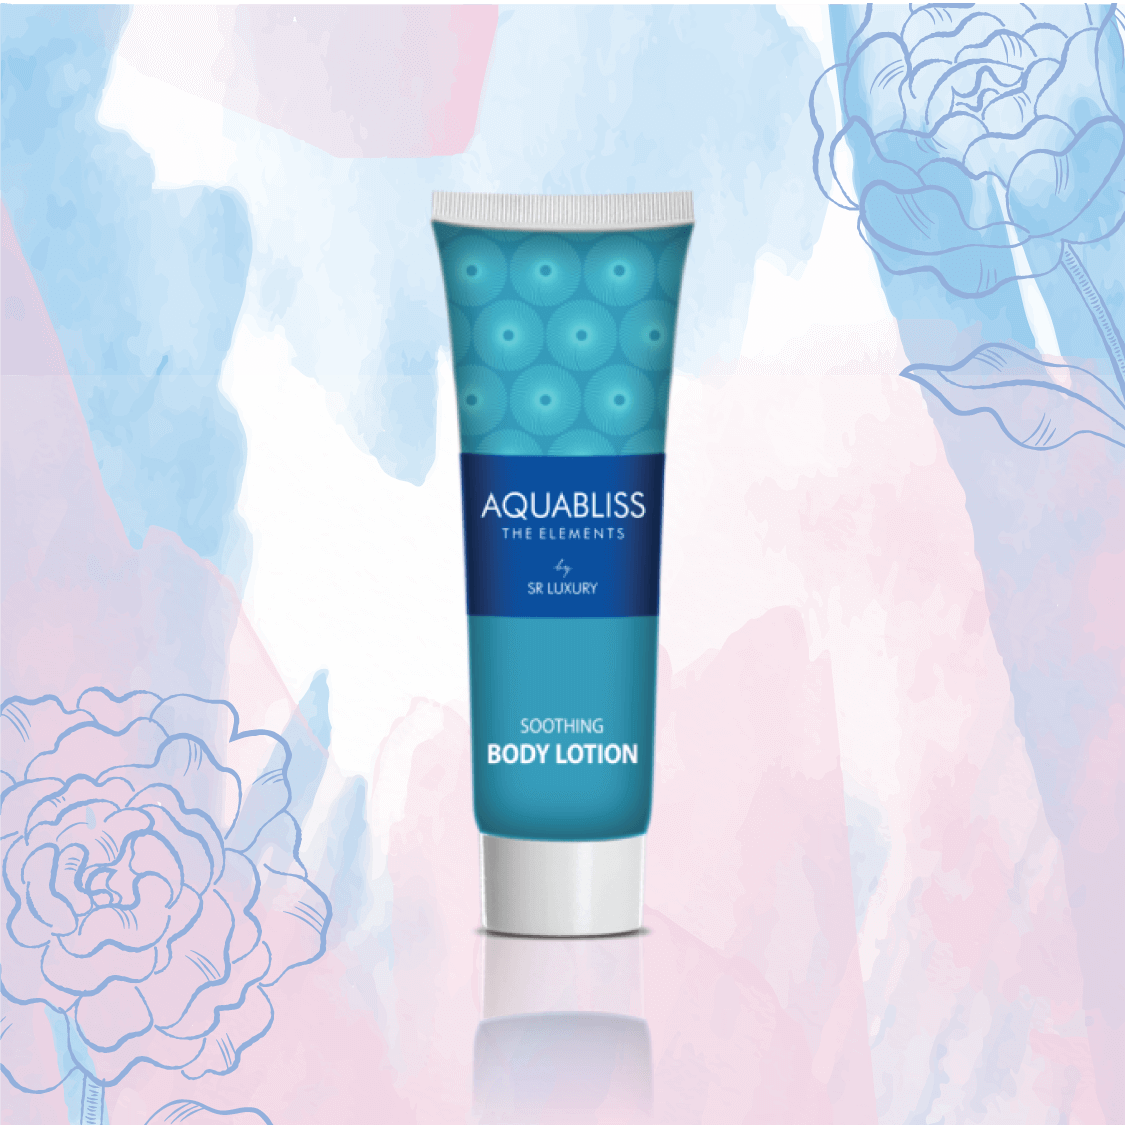 AQUABLISS
THE ELEMENTS
by
SR LUXURY
SOOTHING
BODY LOTION